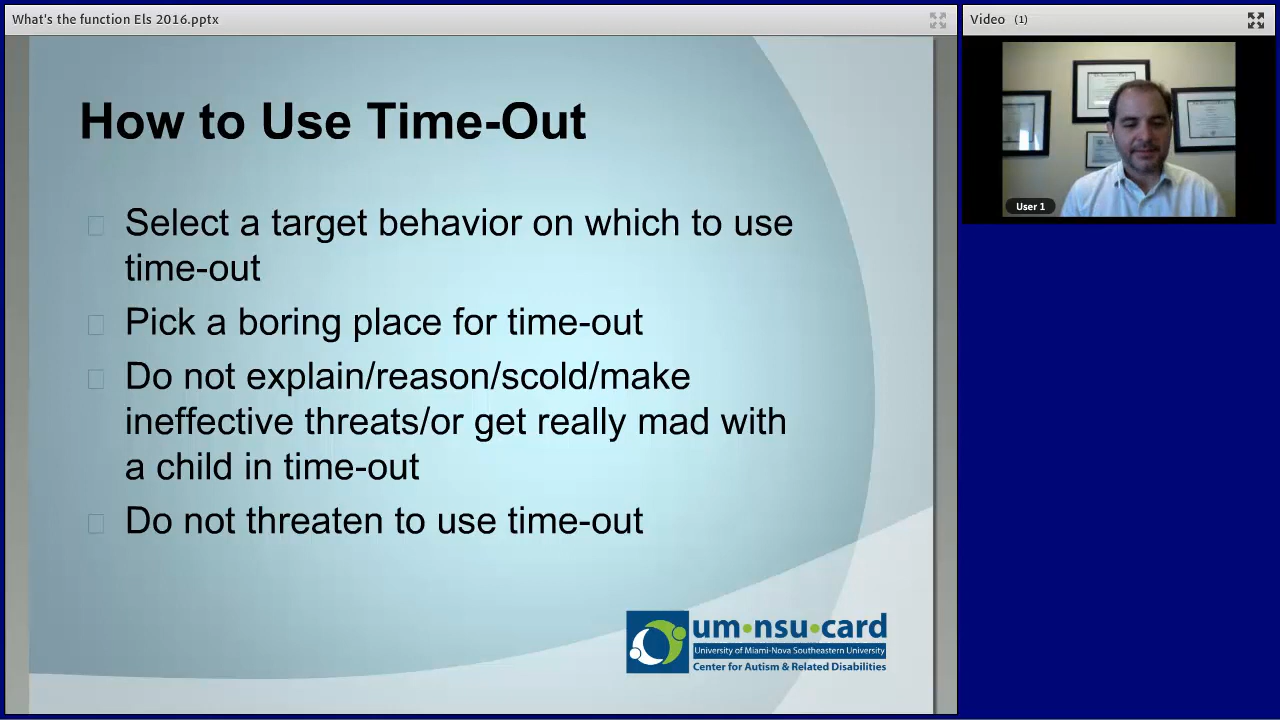 What's the function Els 2016.pptx
Video (1)
How to Use Time-Out
Select a target behavior on which to use
time-out
Pick a boring place for time-out
Do not explain/reason/scold/make
ineffective threats/or get really mad with
a child in time-out
Do not threaten to use time-out
User 1
um•nsu•card
University of Miami-Nova Southeastern University
Center for Autism & Related Disabilities